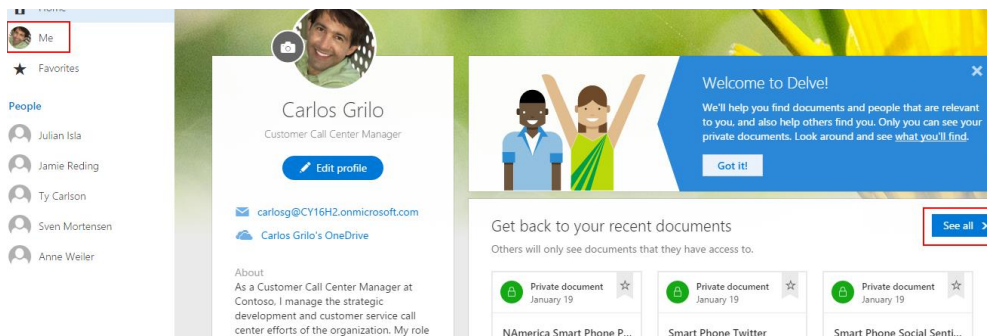 Home
Me
Favorites
People
Julian Isla
Jamie Reding
Ty Carlson
Sven Mortensen
Anne Weiler
Carlos Grilo
Customer Call Center Manager
Edit profile
carlosg@CY16H2.onmicrosoft.com
Carlos Grilo's OneDrive
About
As a Customer Call Center Manager at
Contoso, I manage the strategic
development and customer service call
center efforts of the organization. My role
Welcome to Delve!
We'll help you find documents and people that are relevant
to you, and also help others find you. Only you can see your
private documents. Look around and see what you'll find.
Got it!
Get back to your recent documents
See all
Others will only see documents that they have access to.
Private document
January 19
NAmerica Smart Phone P...
Private document
January 19
Smart Phone Twitter
Private document
January 19
Smart Phone Social Senti...